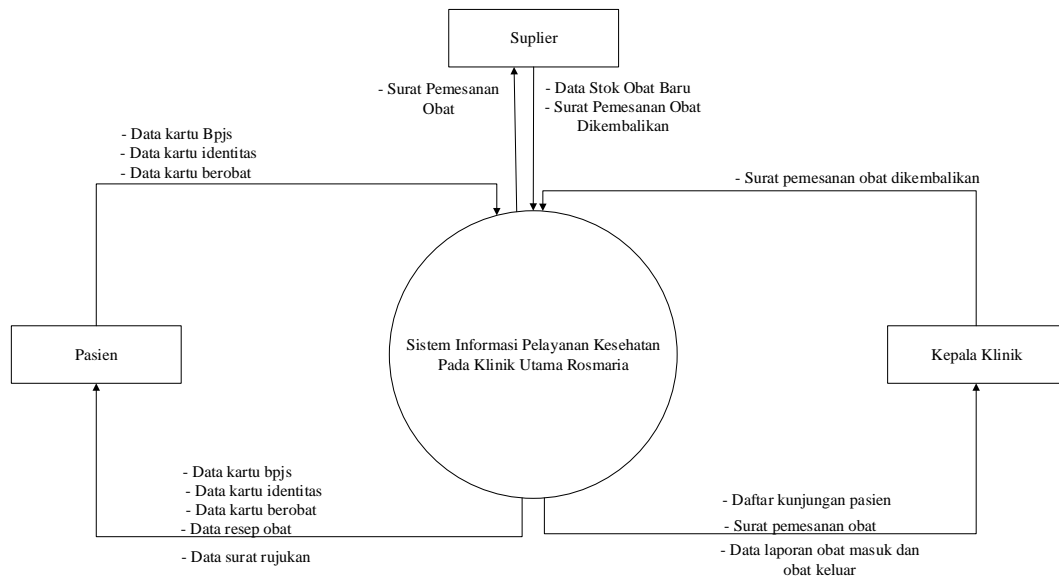 Suplier
- Surat Pemesanan
Obat
- Data Stok Obat Baru
- Surat Pemesanan Obat
Dikembalikan
- Data kartu Bpjs
- Data kartu identitas
- Data kartu berobat
- Surat pemesanan obat dikembalikan
Pasien
Sistem Informasi Pelayanan Kesehatan
Pada Klinik Utama Rosmaria
Kepala Klinik
- Data kartu bpjs
- Data kartu identitas
- Data kartu berobat
- Data resep obat
- Data surat rujukan
- Daftar kunjungan pasien
- Surat pemesanan obat
- Data laporan obat masuk dan
obat keluar